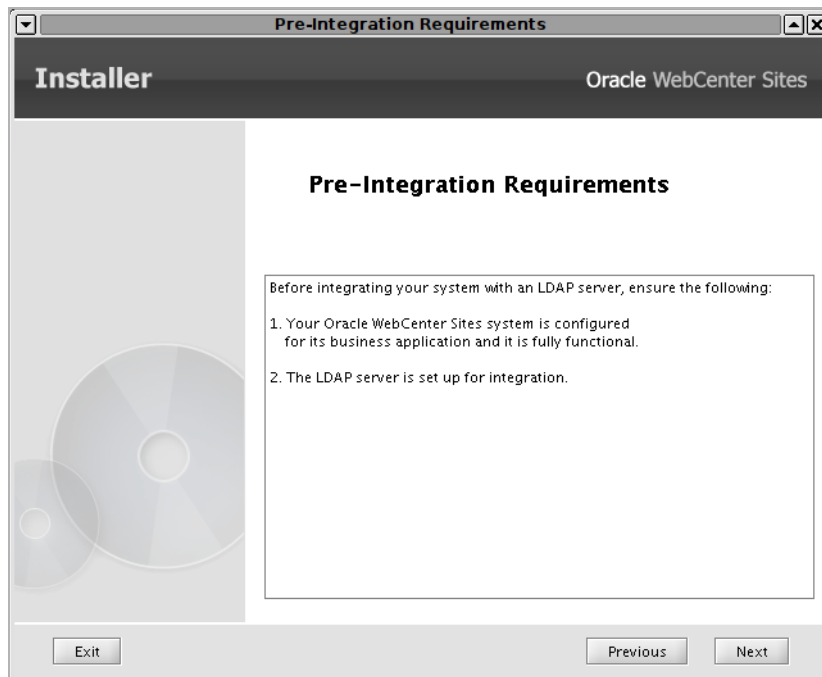 Pre-Integration Requirements
Installer
Oracle WebCenter Sites
Pre-Integration Requirements
Before integrating your system with an LDAP server, ensure the following:
1. Your Oracle WebCenter Sites system is configured
for its business application and it is fully functional.
2. The LDAP server is set up for integration.
Exit
Previous
Next